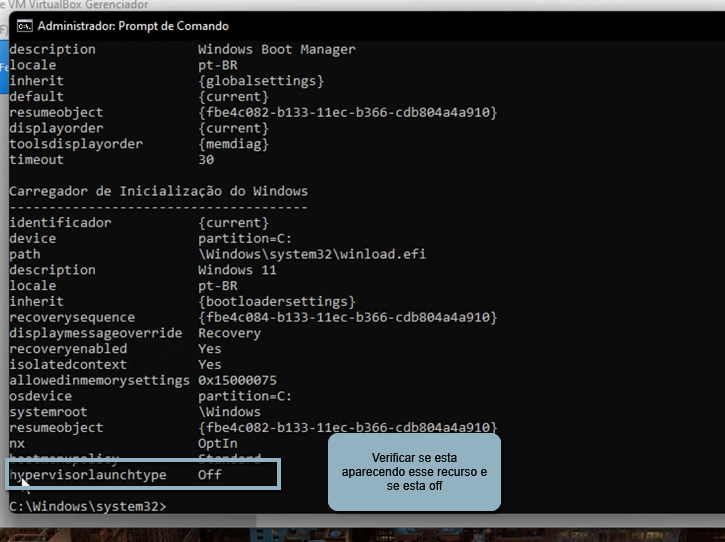 e VM VirtualBox Gerenciador
Administrador: Prompt de Comando
description Windows Boot Manager
locale pt-BR
inherit {globalsettings}
default {current}
resumeobject {fbe4c082-b133-11ec-b366-cdb804a4a910}
displayorder {current}
toolsdisplayorder {memdiag}
timeout 30
Carregador de Inicialização do Windows
-------------------------------------
identificador {current}
device partition=C:
path \Windows\system32\winload.efi
description Windows 11
locale pt-BR
inherit {bootloadersettings}
recoverysequence {fbe4c084-b133-11ec-b366-cdb804a4a910}
displaymessageoverride Recovery
recoveryenabled Yes
isolatedcontext Yes
allowedinmemorysettings 0x15000075
osdevice partition=C:
systemroot \Windows
resumeobject {fbe4c082-b133-11ec-b366-cdb804a4a910}
nx OptIn
bootmenupolicy Standard
hypervisorlaunchtype Off
Verificar se esta
aparecendo esse recurso e
se esta off
C:\Windows\system32>